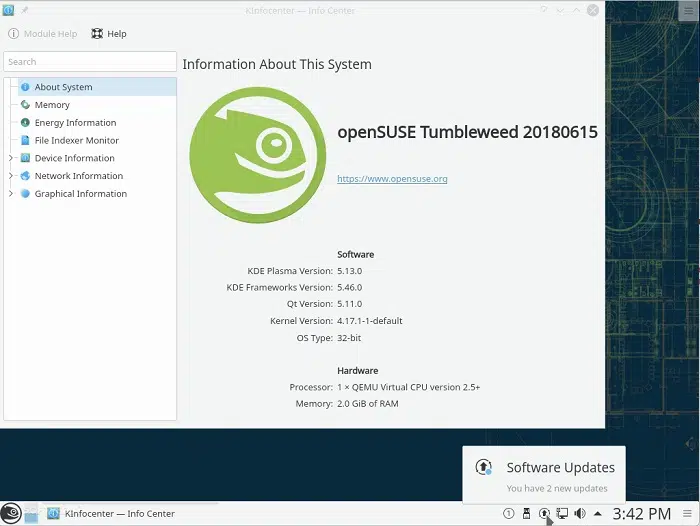 KInfocenter — Info Center
Module Help
Help
Search
About System
Memory
Energy Information
File Indexer Monitor
Device Information
Network Information
Graphical Information
Information About This System
openSUSE Tumbleweed 20180615
https://www.opensuse.org
Software
KDE Plasma Version: 5.13.0
KDE Frameworks Version: 5.46.0
Qt Version: 5.11.0
Kernel Version: 4.17.1-1-default
OS Type: 32-bit
Hardware
Processor: 1 × QEMU Virtual CPU version 2.5+
Memory: 2.0 GiB of RAM
Software Updates
You have 2 new updates
KInfocenter — Info Center
3:42 PM